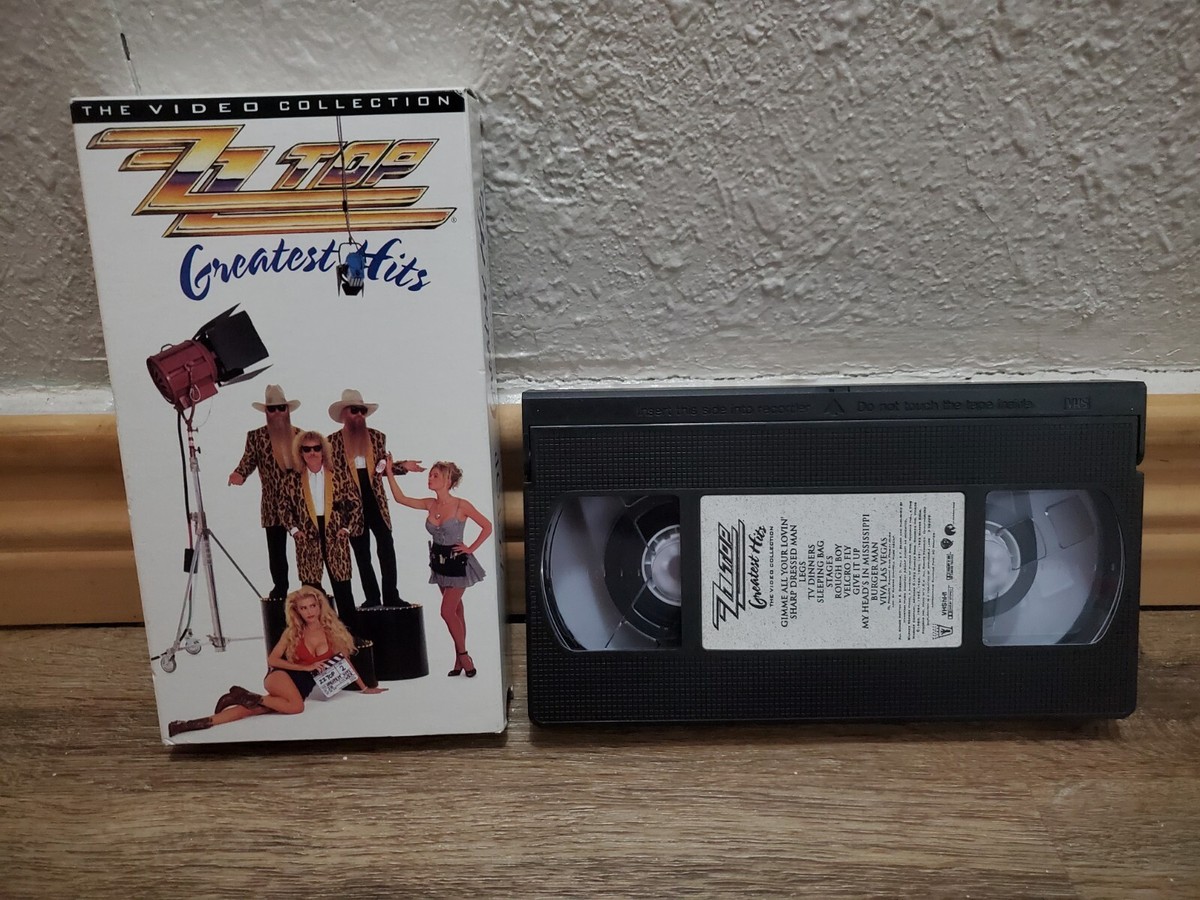 THE VIDEO COLLECTION
ZZ TOP
®
Greatest Hits
Insert this side into recorder
Do not touch the tape inside
VHS
ZZ TOP
Greatest Hits
THE VIDEO COLLECTION
GIMME ALL YOUR LOVIN'
SHARP DRESSED MAN
LEGS
TV DINNERS
SLEEPING BAG
STAGES
ROUGH BOY
VELCRO FLY
GIVE IT UP
MY HEAD'S IN MISSISSIPPI
BURGER MAN
VIVA LAS VEGAS